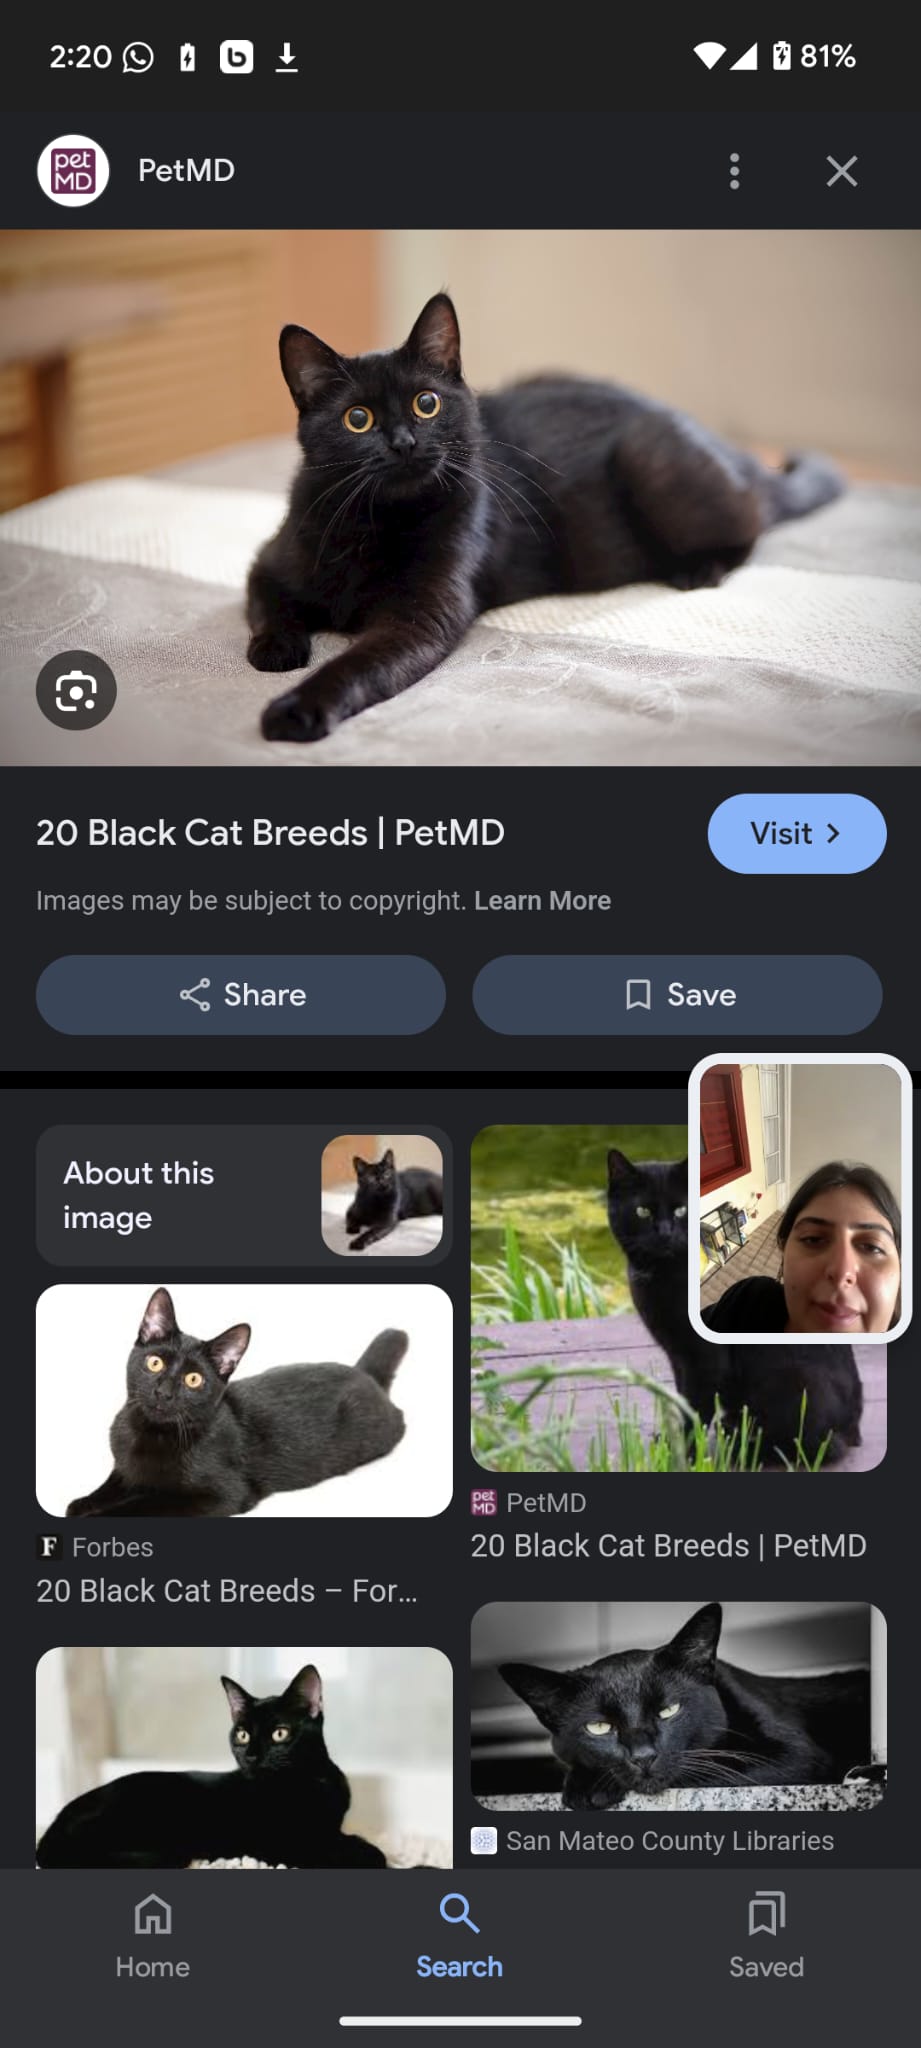 2:20
81%
pet
MD
PetMD
20 Black Cat Breeds | PetMD
Visit
Images may be subject to copyright. Learn More
Share
Save
About this
image
F Forbes
20 Black Cat Breeds – For...
pet
MD
PetMD
20 Black Cat Breeds | PetMD
San Mateo County Libraries
Home
Search
Saved